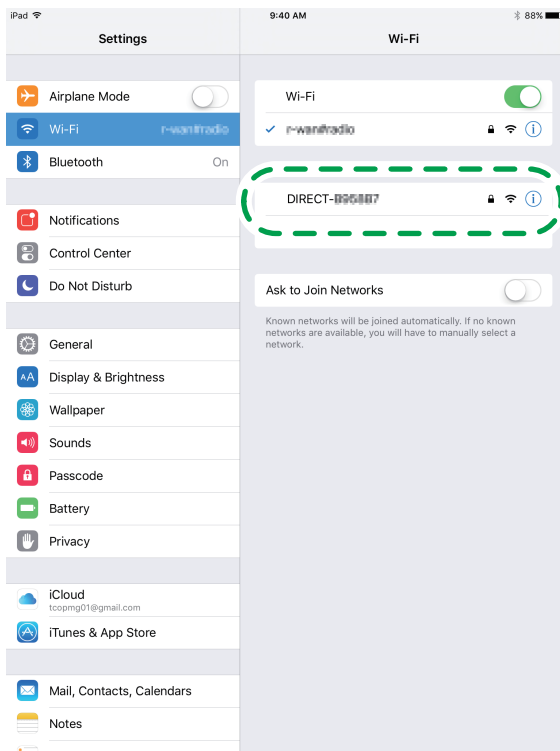 iPad 9:40 AM 88%
Settings
Airplane Mode
Wi-Fi
Bluetooth On
Notifications
Control Center
Do Not Disturb
General
Display & Brightness
AA
Wallpaper
Sounds
Passcode
Battery
Privacy
iCloud
tcopmg01@gmail.com
iTunes & App Store
Mail, Contacts, Calendars
Notes
Wi-Fi
Wi-Fi
DIRECT-
Ask to Join Networks
Known networks will be joined automatically. If no known
networks are available, you will have to manually select a
network.